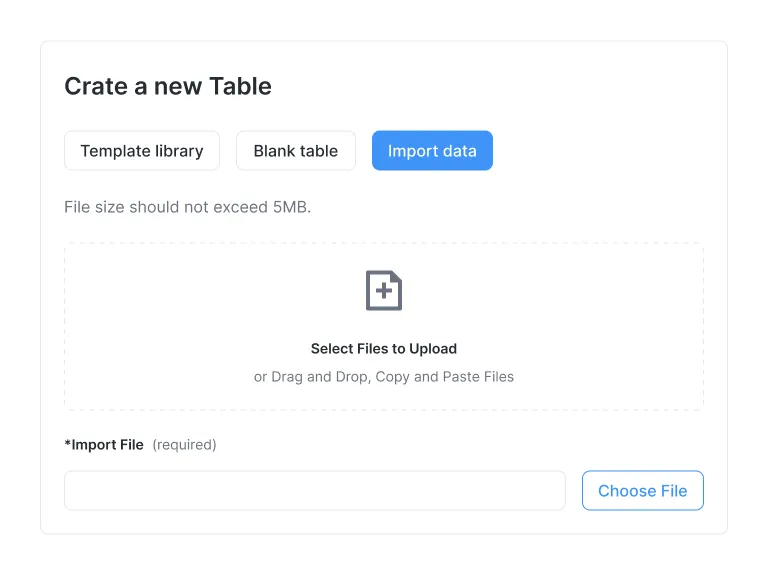 Crate a new Table
Template library Blank table Import data
File size should not exceed 5MB.
Select Files to Upload
or Drag and Drop, Copy and Paste Files
*Import File (required)
Choose File